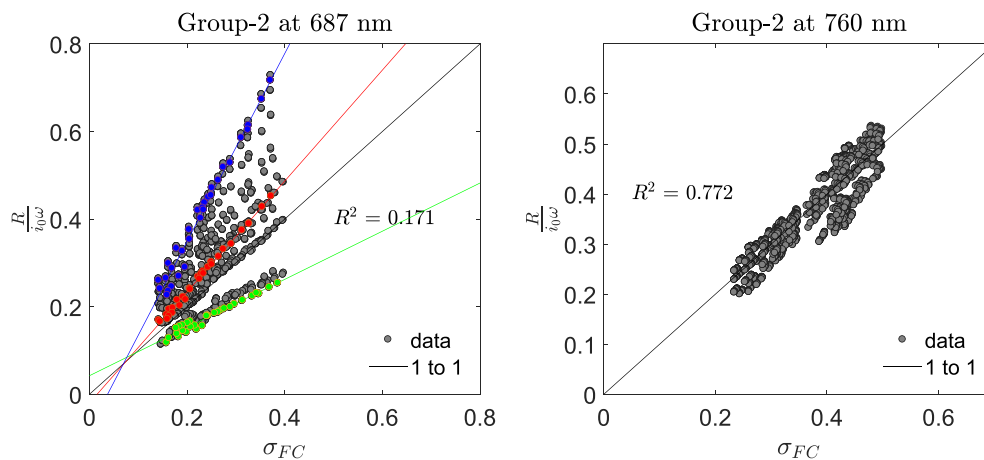 Group-2 at 687 nm
0.8
0.6
0.4
0.2
0
R/(i₀ω)
R² = 0.171
data
1 to 1
0 0.2 0.4 0.6 0.8
σ_FC
Group-2 at 760 nm
0.6
0.5
0.4
0.3
0.2
0.1
0
R/(i₀ω)
R² = 0.772
data
1 to 1
0 0.2 0.4 0.6
σ_FC